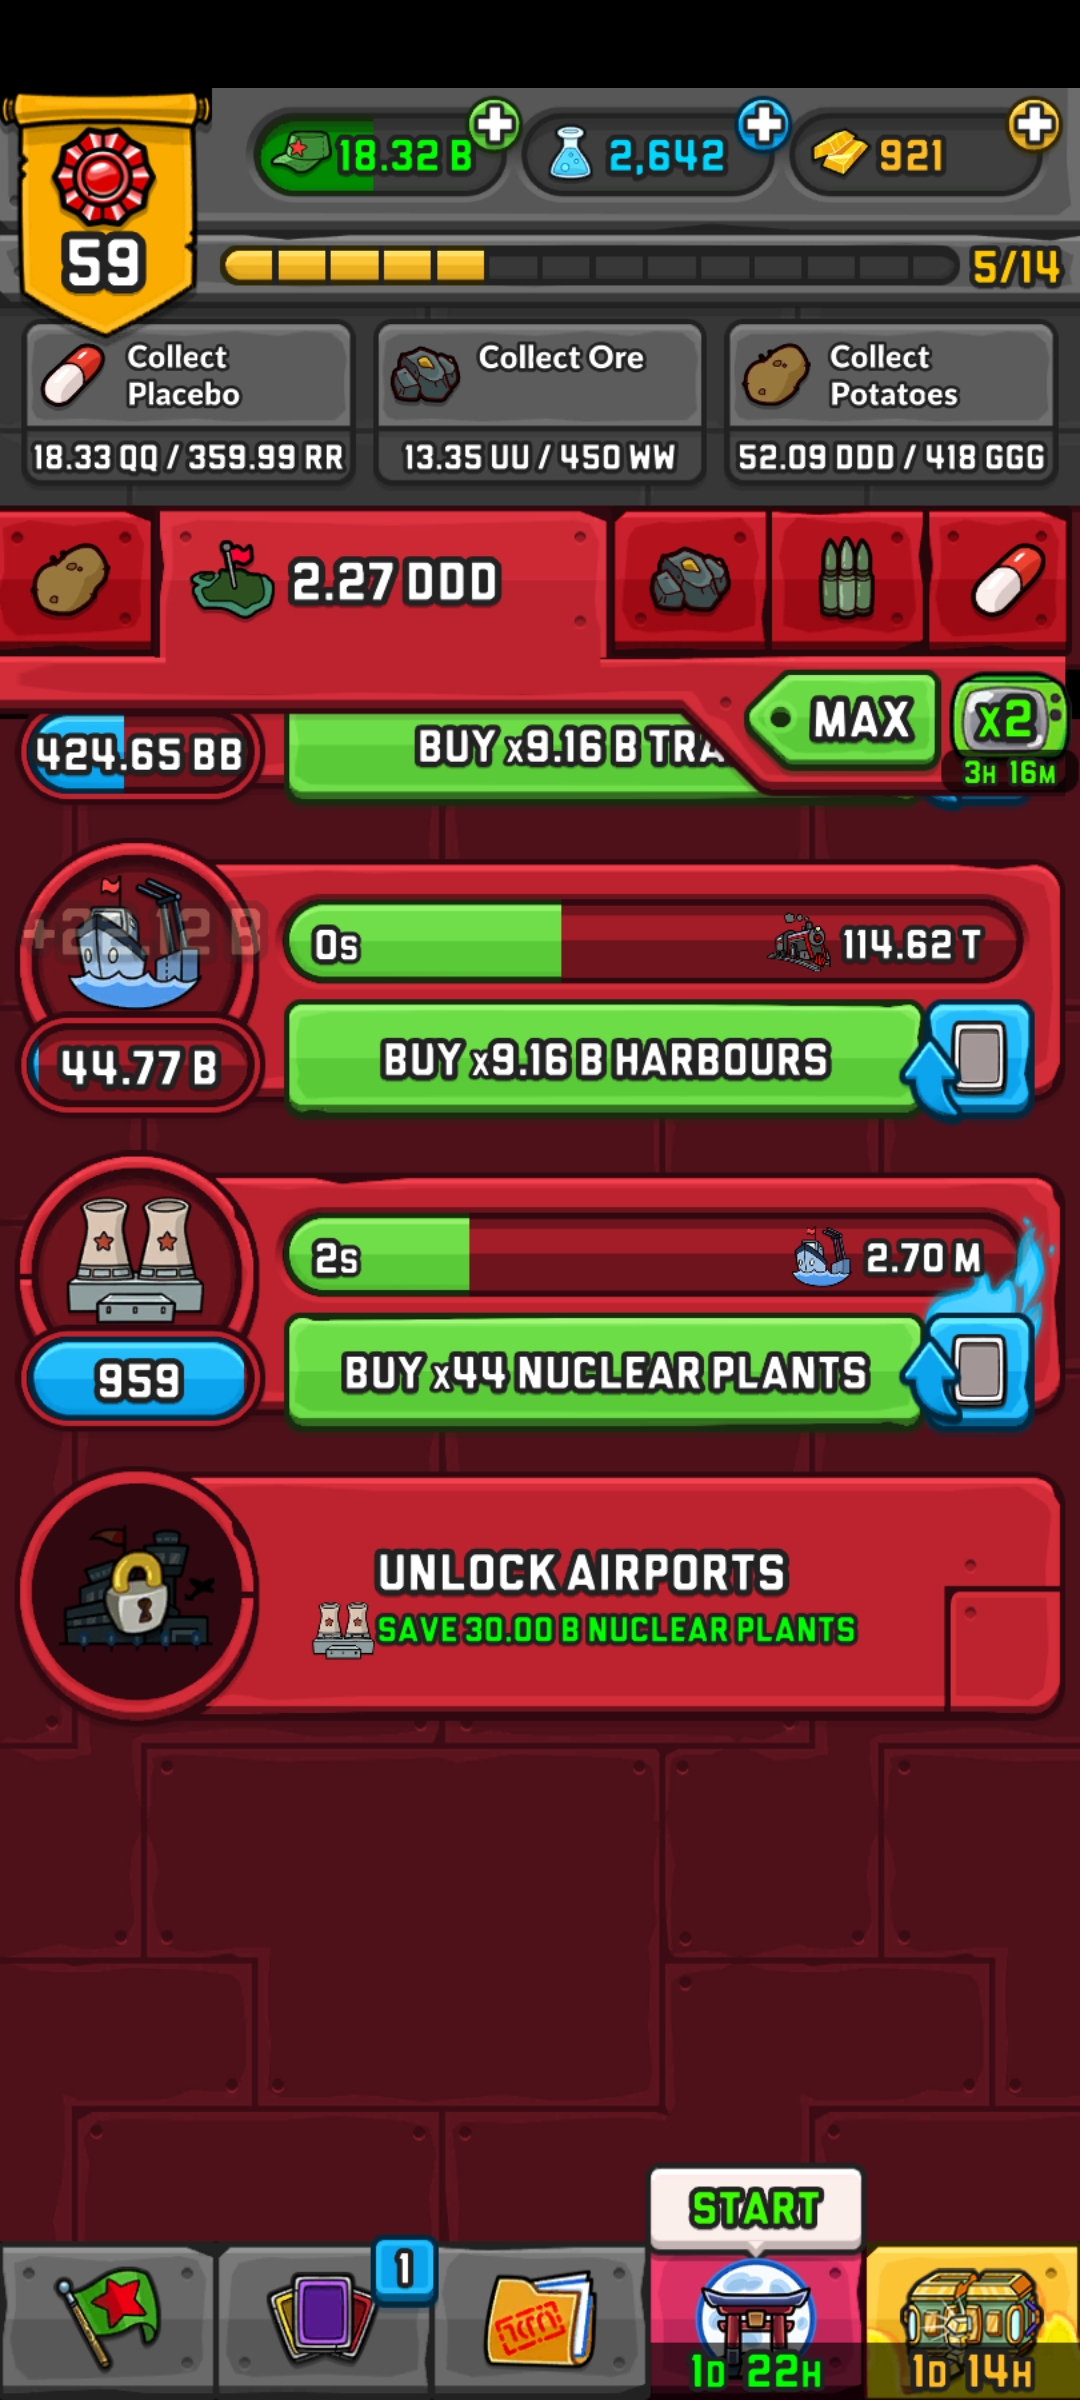 18.32 B
2,642
921
59
5/14
Collect Placebo
18.33 QQ / 359.99 RR
Collect Ore
13.35 UU / 450 WW
Collect Potatoes
52.09 DDD / 418 GGG
2.27 DDD
MAX
x2
3H 16M
424.65 BB
BUY x9.16 B TRA
0s
114.62 T
44.77 B
BUY x9.16 B HARBOURS
2s
2.70 M
959
BUY x44 NUCLEAR PLANTS
UNLOCK AIRPORTS
SAVE 30.00 B NUCLEAR PLANTS
START
1
1D 22H
1D 14H